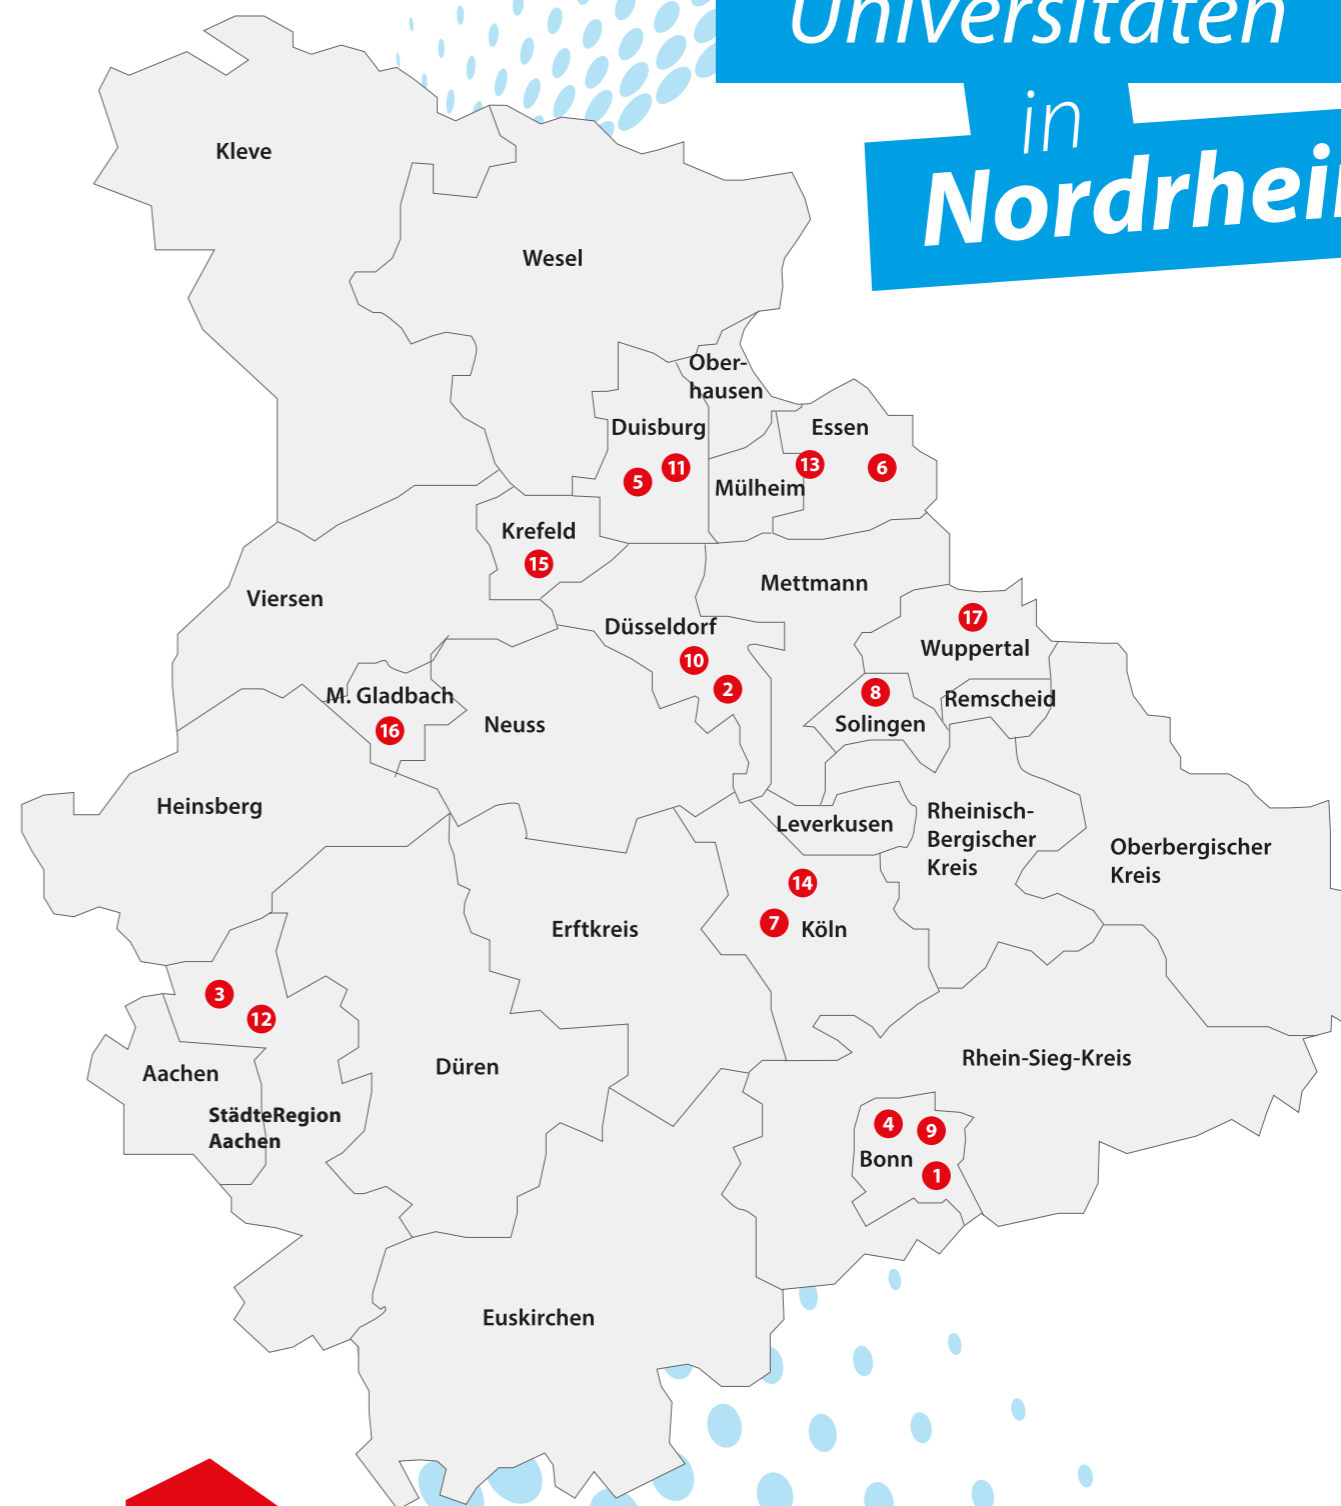 Universitäten
in
Nordrhein
Kleve
Wesel
Ober-
hausen
Duisburg
Essen
5
11
13
6
Mülheim
Krefeld
15
Mettmann
Viersen
Düsseldorf
17
Wuppertal
10
2
8
Solingen
Remscheid
M. Gladbach
16
Neuss
Heinsberg
Leverkusen
Rheinisch-
Bergischer
Kreis
Oberbergischer
Kreis
14
7
Köln
Erftkreis
3
12
Aachen
StädteRegion
Aachen
Düren
Rhein-Sieg-Kreis
4
9
Bonn
1
Euskirchen